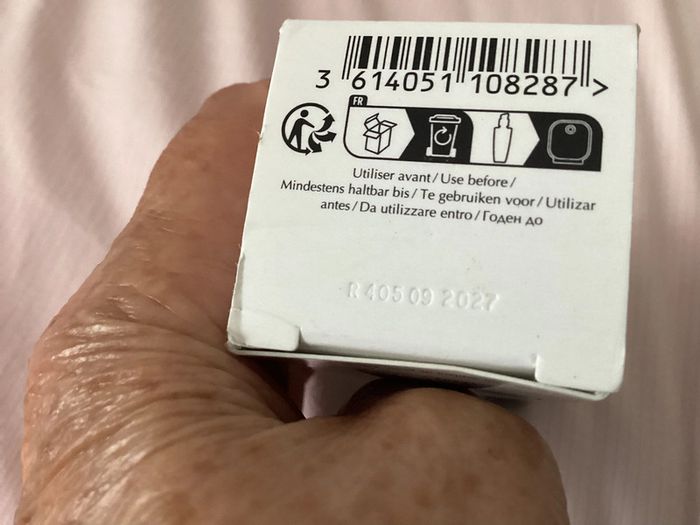 3 614051 108287 >
FR
Utiliser avant / Use before /
Mindestens haltbar bis / Te gebruiken voor / Utilizar
antes / Da utilizzare entro / Годен до
R 405 09 2027